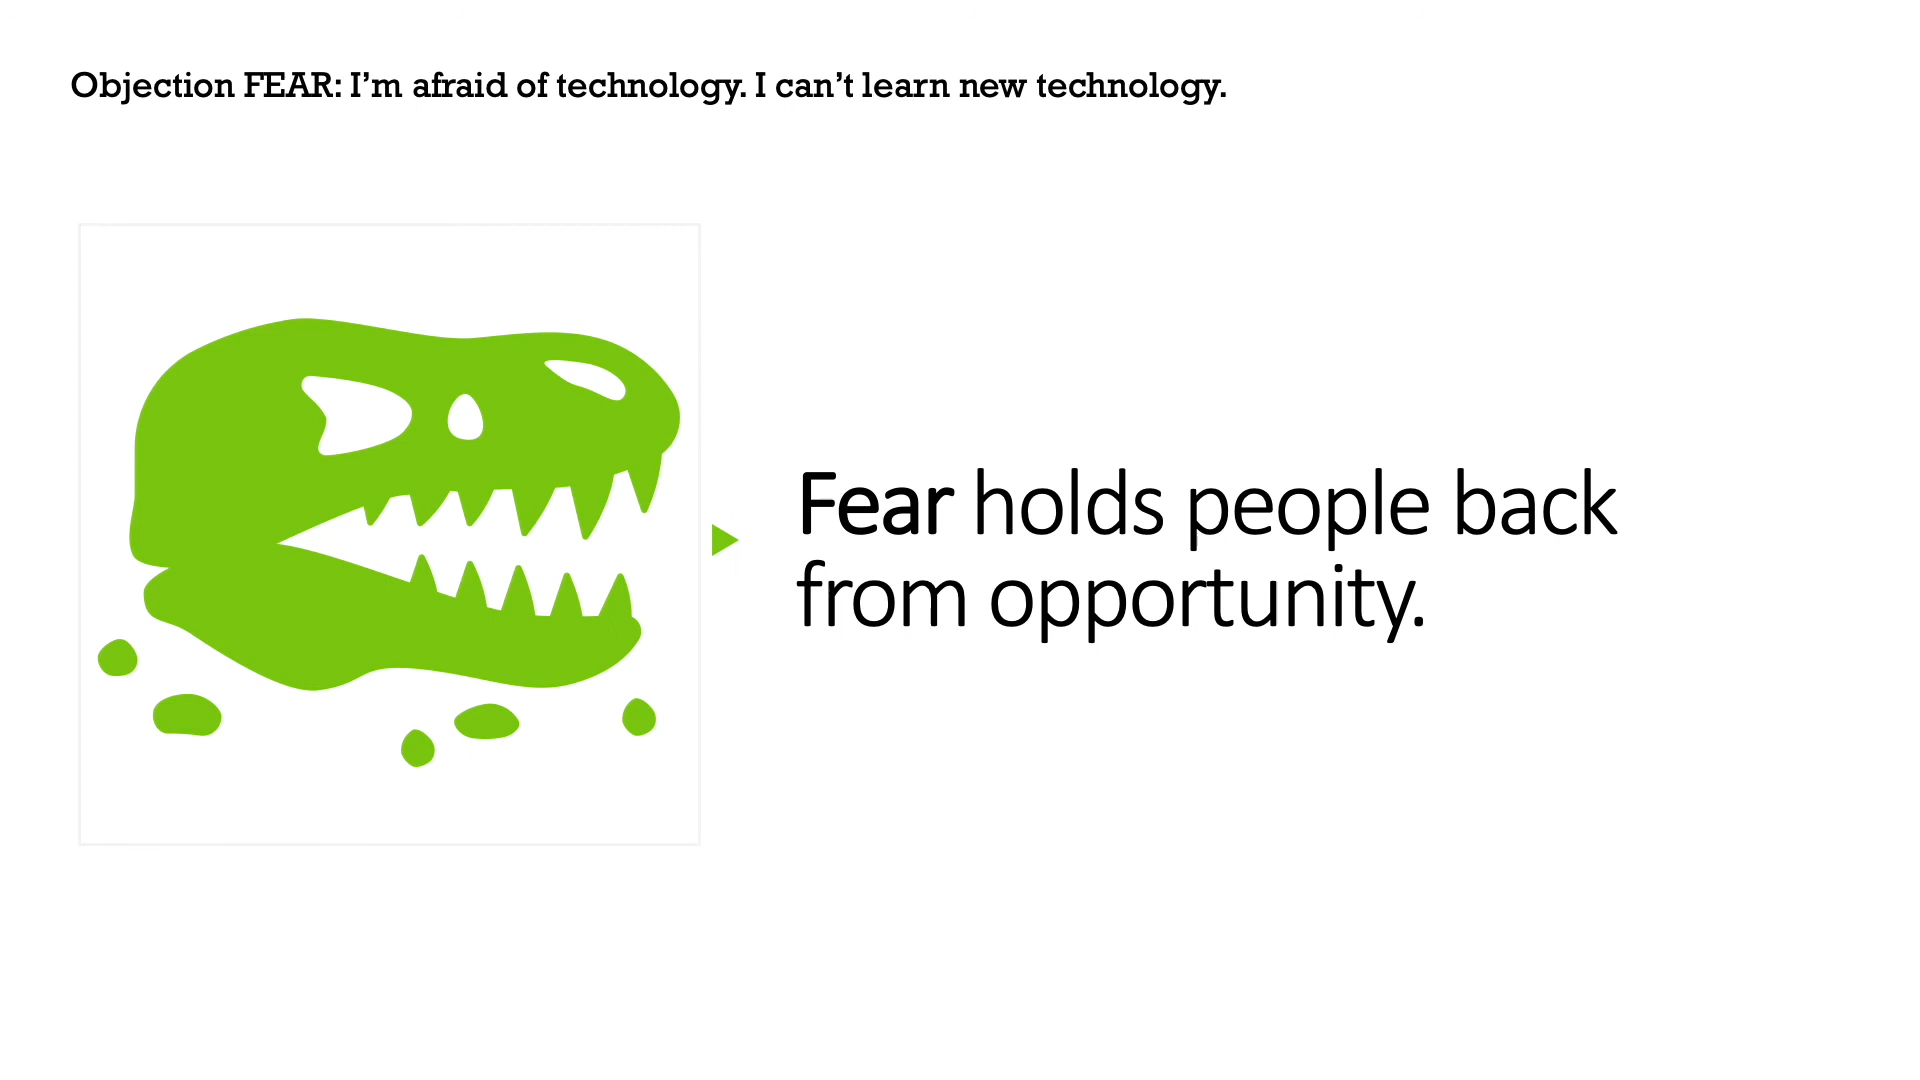 Objection FEAR: I’m afraid of technology. I can’t learn new technology.
Fear holds people back
from opportunity.